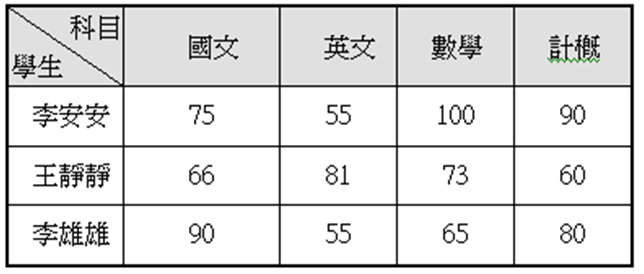 科目
學生 國文 英文 數學 計概
李安安 75 55 100 90
王靜靜 66 81 73 60
李雄雄 90 55 65 80